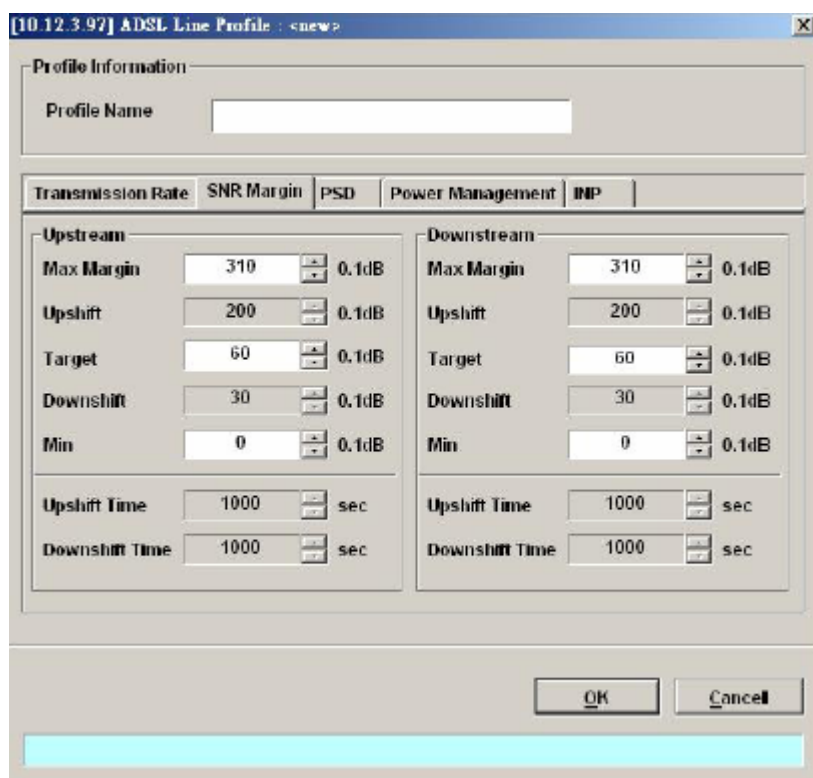 [10.12.3.97] ADSL Line Profile : <new>
Profile Information
Profile Name
Transmission Rate SNR Margin PSD Power Management INP
Upstream
Max Margin 310 0.1dB
Upshift 200 0.1dB
Target 60 0.1dB
Downshift 30 0.1dB
Min 0 0.1dB
Upshift Time 1000 sec
Downshift Time 1000 sec
Downstream
Max Margin 310 0.1dB
Upshift 200 0.1dB
Target 60 0.1dB
Downshift 30 0.1dB
Min 0 0.1dB
Upshift Time 1000 sec
Downshift Time 1000 sec
OK Cancel